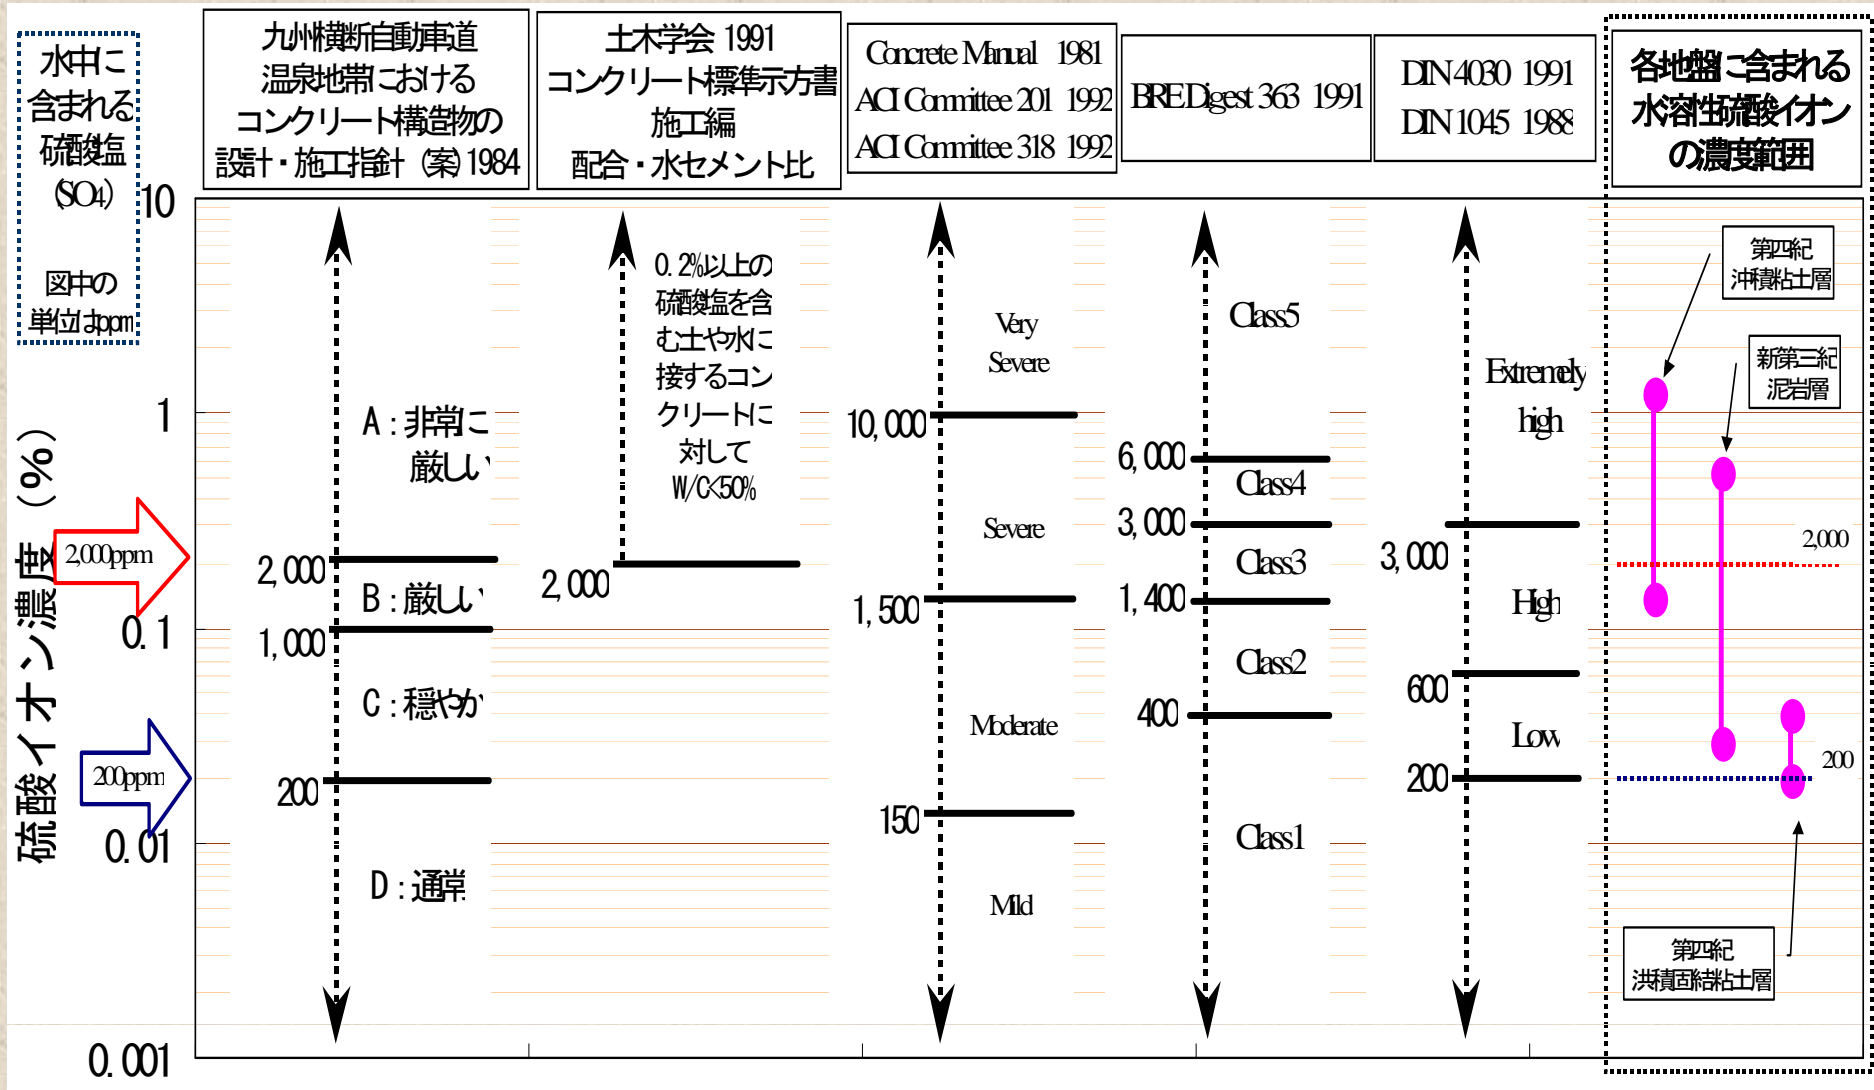 水中に
含まれる
硫酸塩
(SO4)
図中の
単位はppm
九州横断自動車道
温泉地帯における
コンクリート構造物の
設計・施工指針（案）1984
土木学会 1991
コンクリート標準示方書
施工編
配合・水セメント比
Concrete Manual 1981
ACI Committee 201 1992
ACI Committee 318 1992
BRE Digest 363 1991
DIN 4030 1991
DIN 1045 1988
各地盤に含まれる
水溶性硫酸イオン
の濃度範囲
硫酸イオン濃度（%）
10
1
0.1
0.01
0.001
2,000ppm
200ppm
A：非常に
厳しい
2,000
B：厳しい
1,000
C：穏やか
200
D：通常
0.2%以上の
硫酸塩を含
む土や水に
接するコン
クリートに
対して
W/C<50%
2,000
Very
Severe
10,000
Severe
1,500
Moderate
150
Mild
Class5
6,000
Class4
3,000
Class3
1,400
Class2
400
Class1
Extremely
high
3,000
High
600
Low
200
第四紀
沖積粘土層
新第三紀
泥岩層
2,000
200
第四紀
洪積固結粘土層